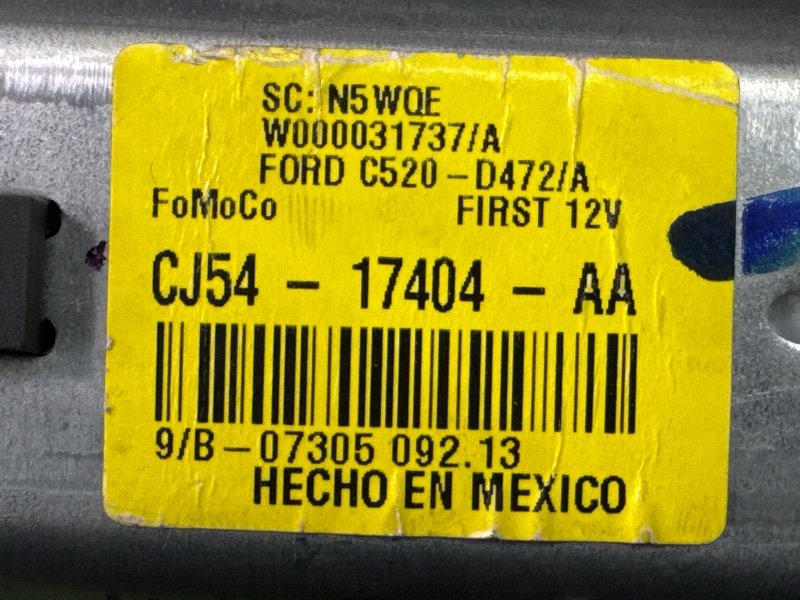 SC: N5WQE
W000031737/A
FORD C520-D472/A
FoMoCo FIRST 12V
CJ54 - 17404 - AA
9/B-07305 092.13
HECHO EN MEXICO